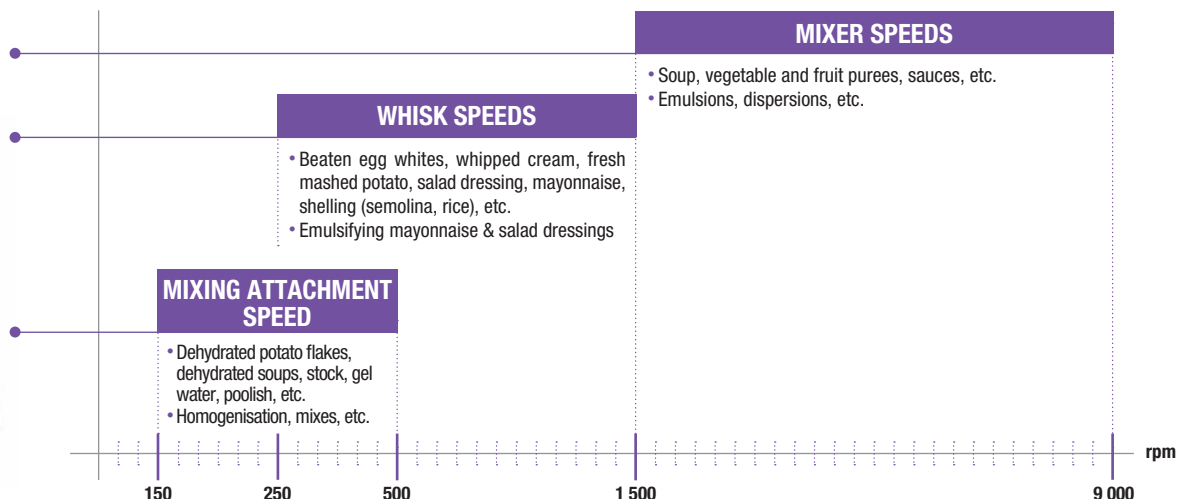 MIXER SPEEDS
• Soup, vegetable and fruit purees, sauces, etc.
• Emulsions, dispersions, etc.
WHISK SPEEDS
• Beaten egg whites, whipped cream, fresh
mashed potato, salad dressing, mayonnaise,
shelling (semolina, rice), etc.
• Emulsifying mayonnaise & salad dressings
MIXING ATTACHMENT
SPEED
• Dehydrated potato flakes,
dehydrated soups, stock, gel
water, poolish, etc.
• Homogenisation, mixes, etc.
rpm
150 250 500 1 500 9 000